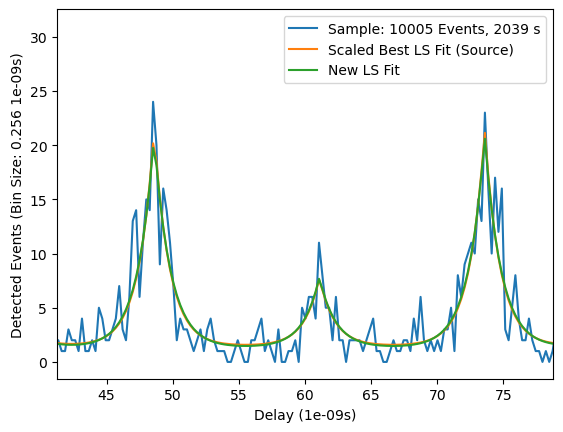 Detected Events (Bin Size: 0.256 1e-09s)
30
25
20
15
10
5
0
Sample: 10005 Events, 2039 s
Scaled Best LS Fit (Source)
New LS Fit
45 50 55 60 65 70 75
Delay (1e-09s)